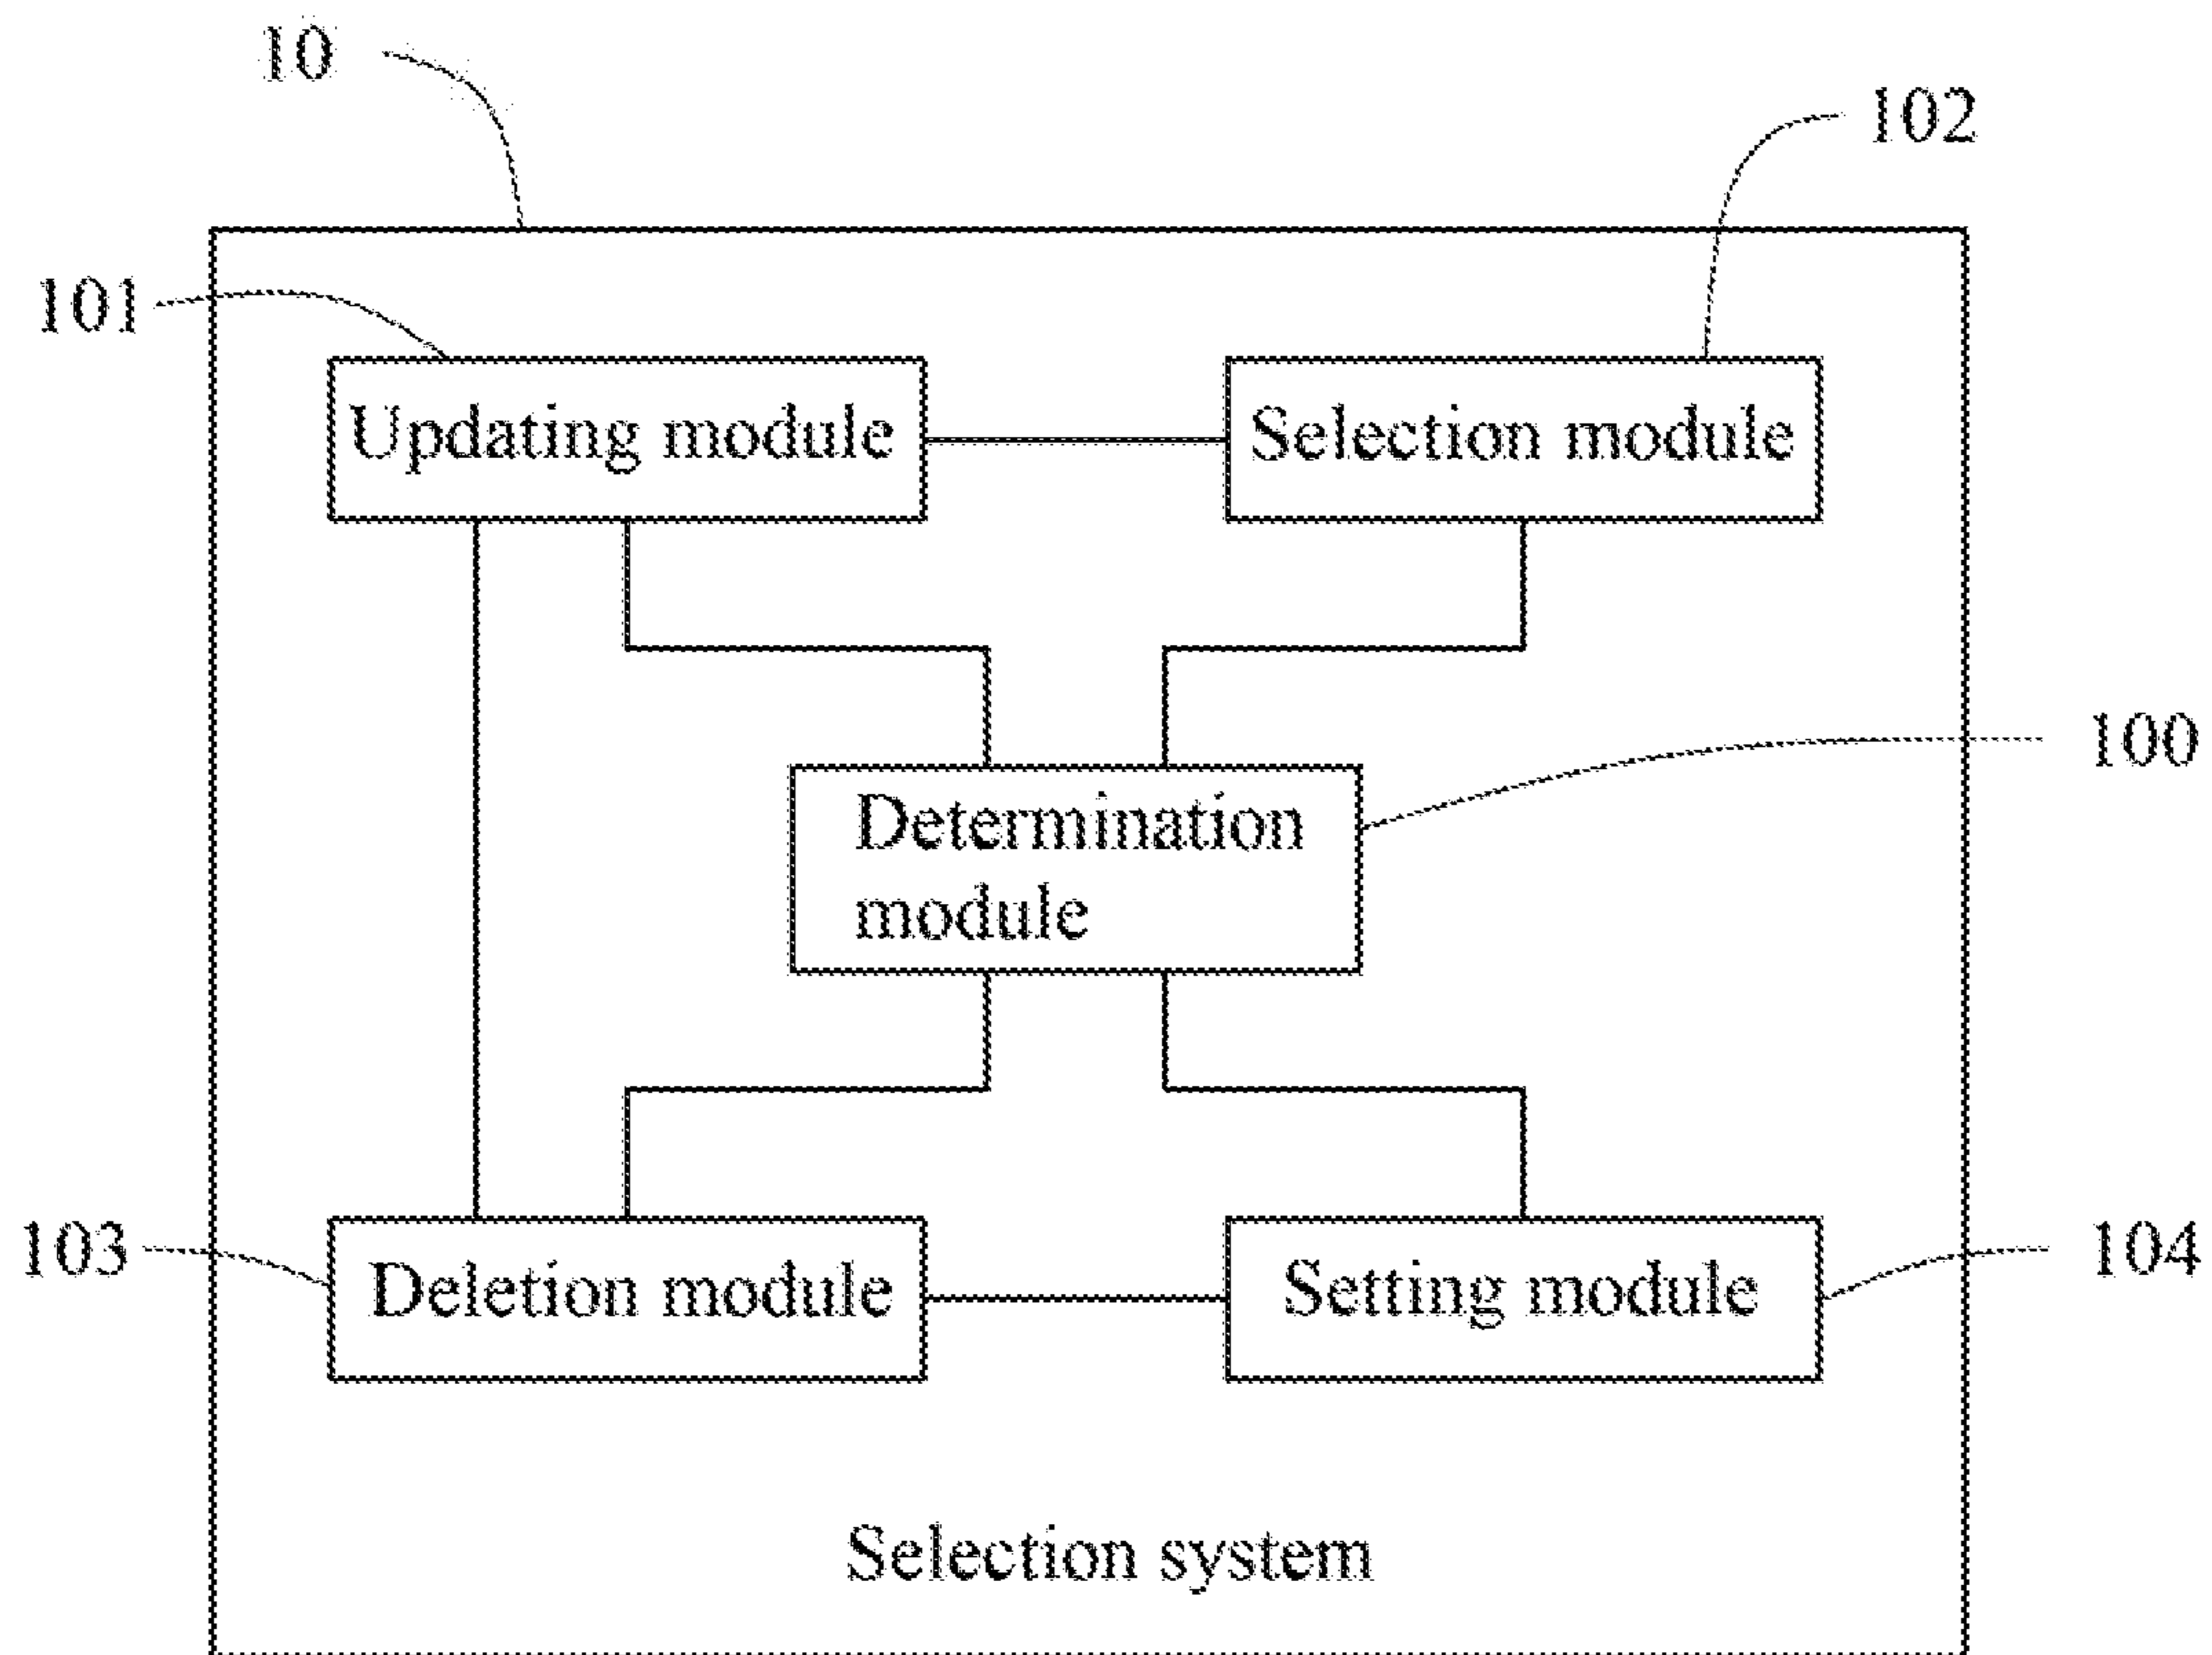 10
102
101
Updating module
Selection module
100
Determination
module
103
Deletion module
Setting module
104
Selection system